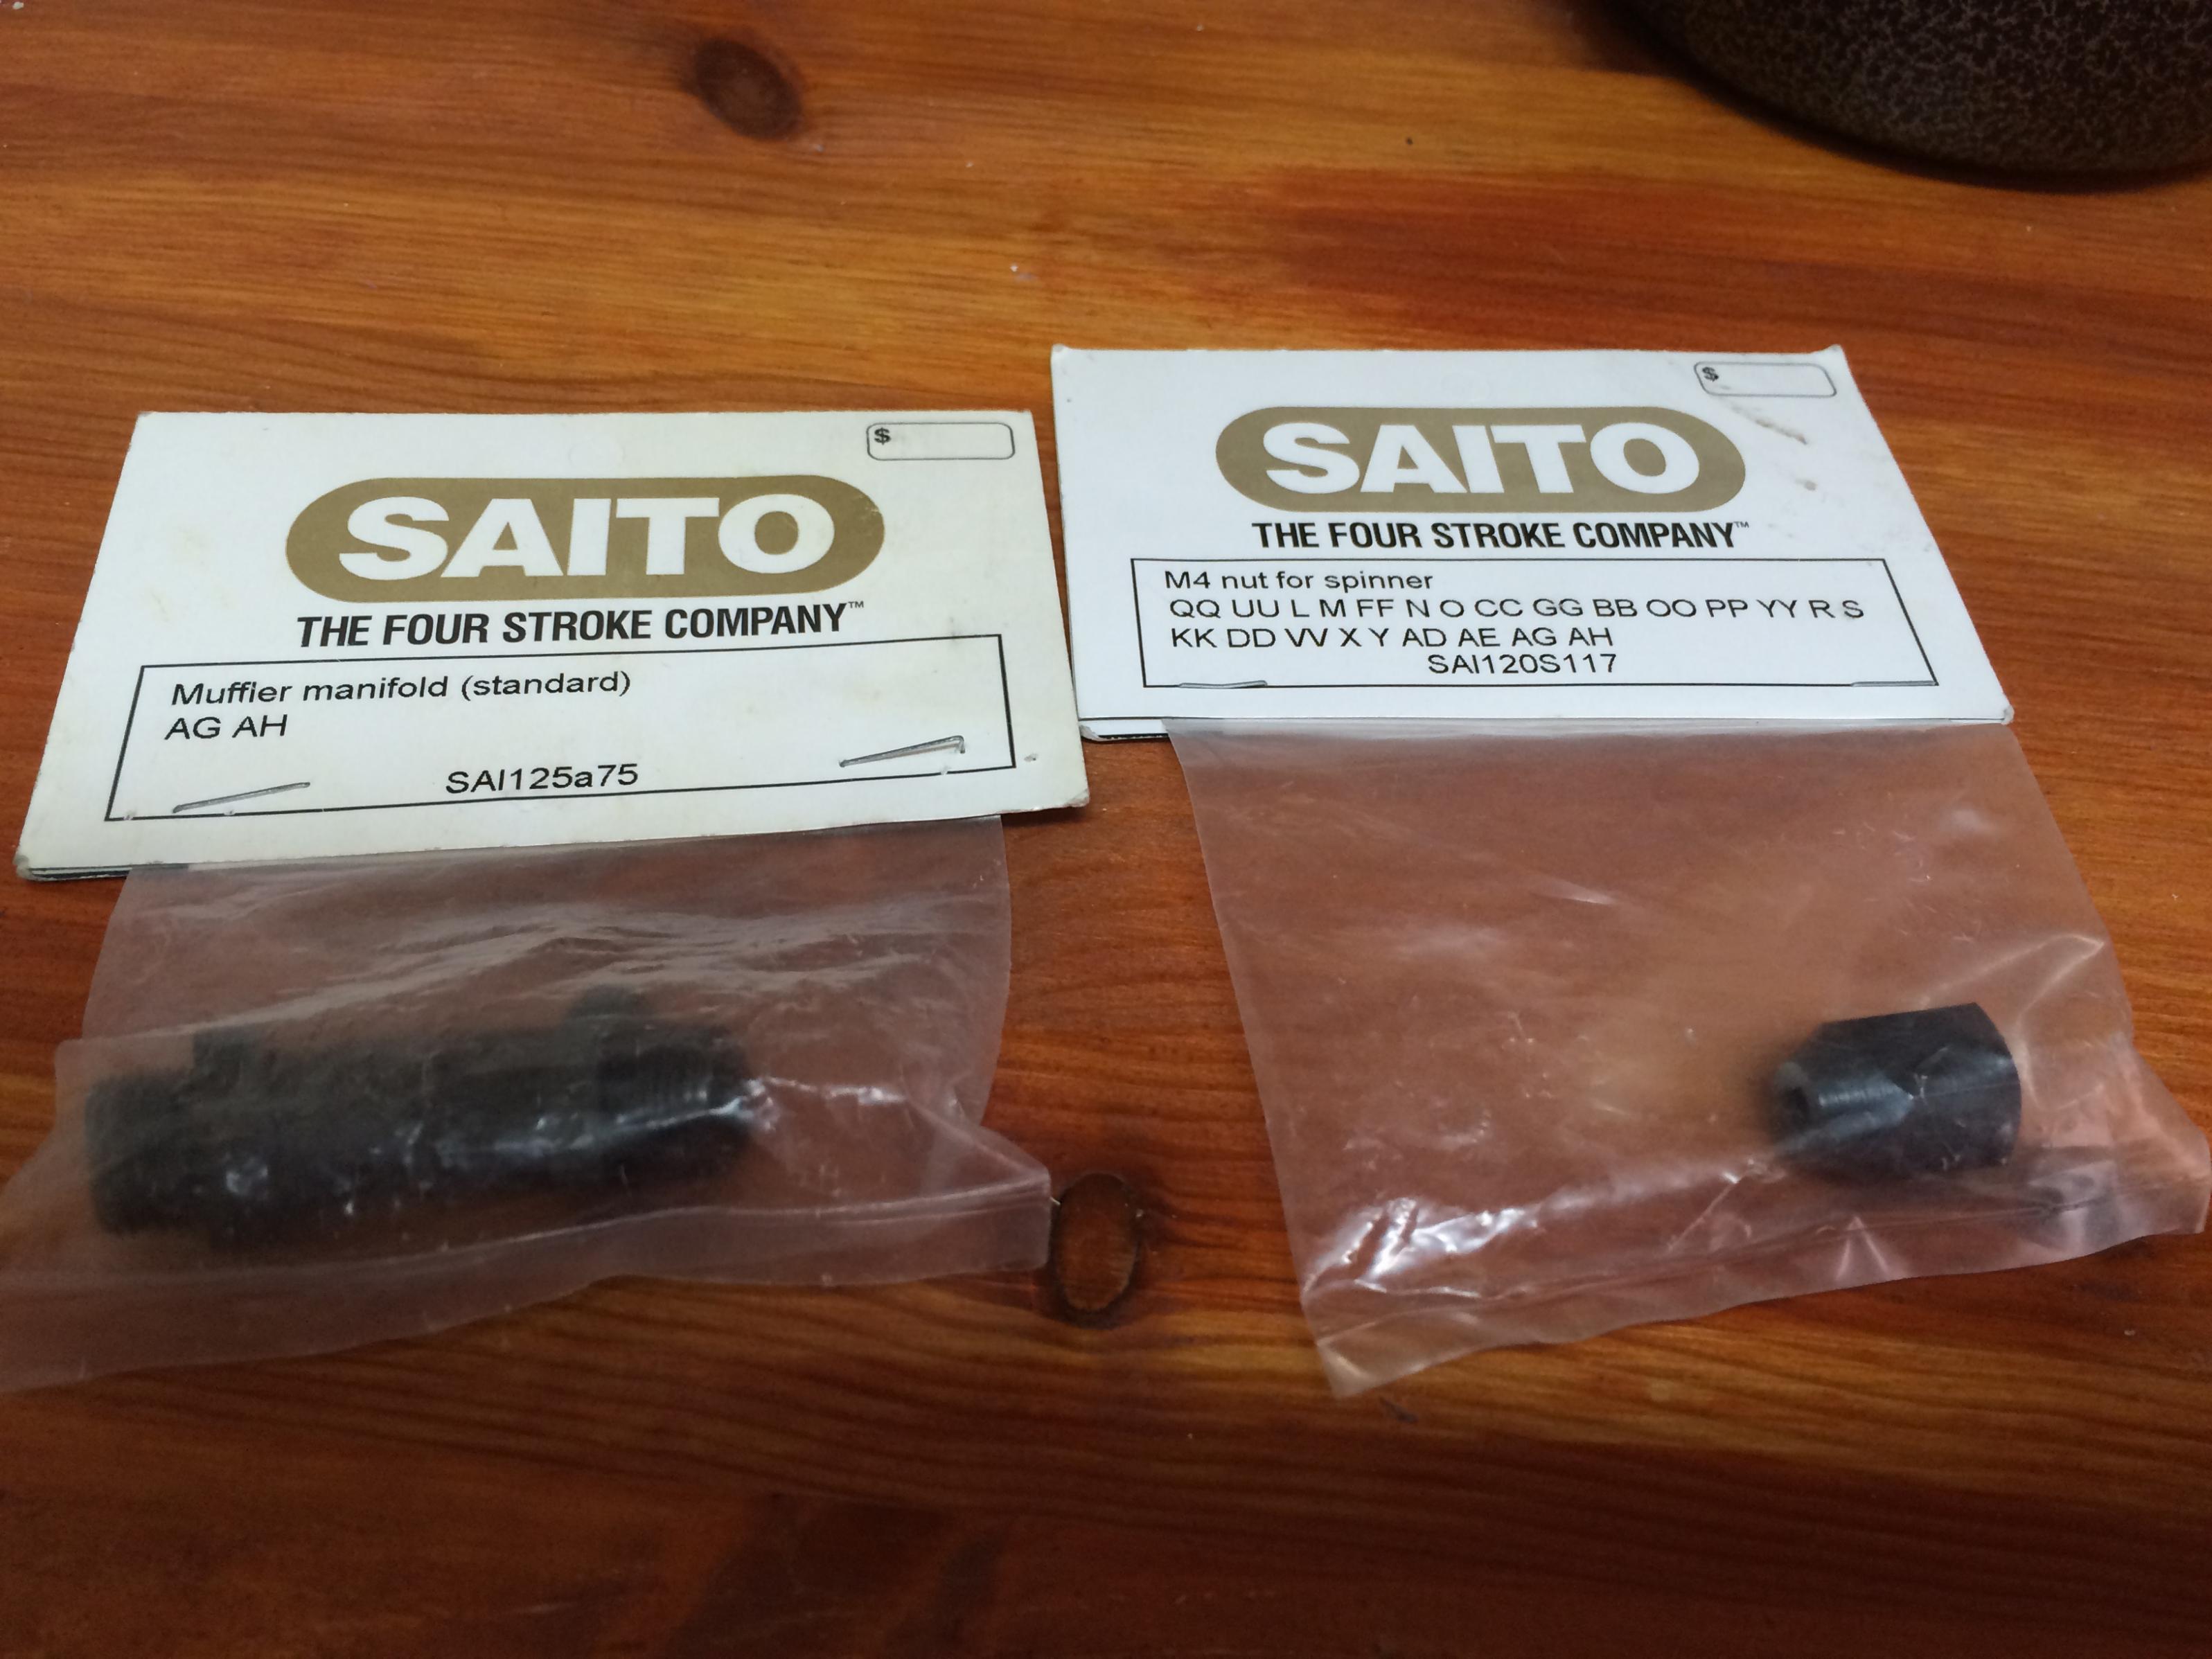 $
SAITO
THE FOUR STROKE COMPANY™
Muffler manifold (standard)
AG AH
SAI125a75
$
SAITO
THE FOUR STROKE COMPANY™
M4 nut for spinner
QQ UU L M FF N O CC GG BB OO PP YY R S
KK DD VV X Y AD AE AG AH
SAI120S117